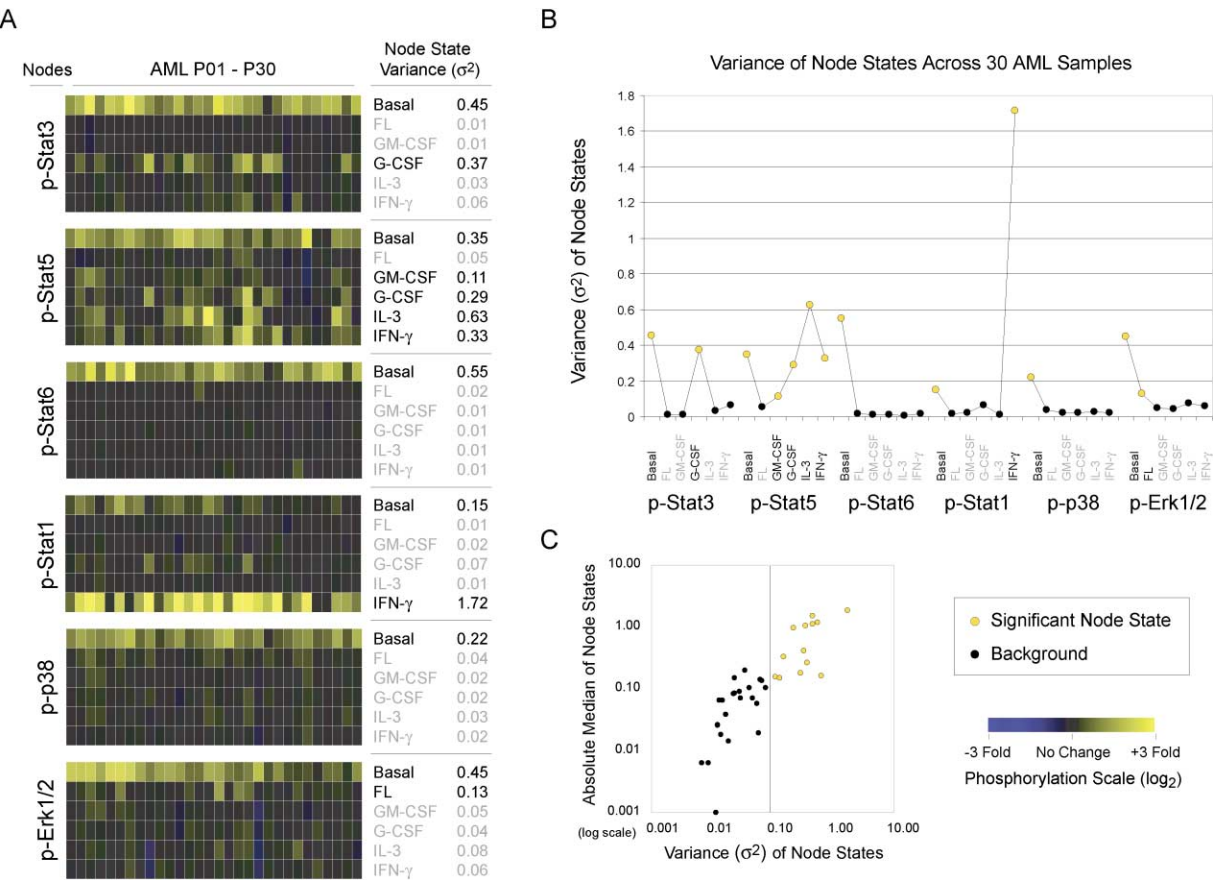 A
Nodes
AML P01 - P30
Node State
Variance (σ²)
p-Stat3
Basal 0.45
FL 0.01
GM-CSF 0.01
G-CSF 0.37
IL-3 0.03
IFN-γ 0.06
p-Stat5
Basal 0.35
FL 0.05
GM-CSF 0.11
G-CSF 0.29
IL-3 0.63
IFN-γ 0.33
p-Stat6
Basal 0.55
FL 0.02
GM-CSF 0.01
G-CSF 0.01
IL-3 0.01
IFN-γ 0.01
p-Stat1
Basal 0.15
FL 0.01
GM-CSF 0.02
G-CSF 0.07
IL-3 0.01
IFN-γ 1.72
p-p38
Basal 0.22
FL 0.04
GM-CSF 0.02
G-CSF 0.02
IL-3 0.03
IFN-γ 0.02
p-Erk1/2
Basal 0.45
FL 0.13
GM-CSF 0.05
G-CSF 0.04
IL-3 0.08
IFN-γ 0.06
B
Variance of Node States Across 30 AML Samples
Variance (σ²) of Node States
1.8
1.6
1.4
1.2
1
0.8
0.6
0.4
0.2
0
Basal FL GM-CSF G-CSF IL-3 IFN-γ Basal FL GM-CSF G-CSF IL-3 IFN-γ Basal FL GM-CSF G-CSF IL-3 IFN-γ Basal FL GM-CSF G-CSF IL-3 IFN-γ Basal FL GM-CSF G-CSF IL-3 IFN-γ Basal FL GM-CSF G-CSF IL-3 IFN-γ
p-Stat3 p-Stat5 p-Stat6 p-Stat1 p-p38 p-Erk1/2
C
Absolute Median of Node States
10.00
1.00
0.10
0.01
0.001
(log scale) 0.001 0.01 0.10 1.00 10.00
Variance (σ²) of Node States
Significant Node State
Background
-3 Fold No Change +3 Fold
Phosphorylation Scale (log₂)